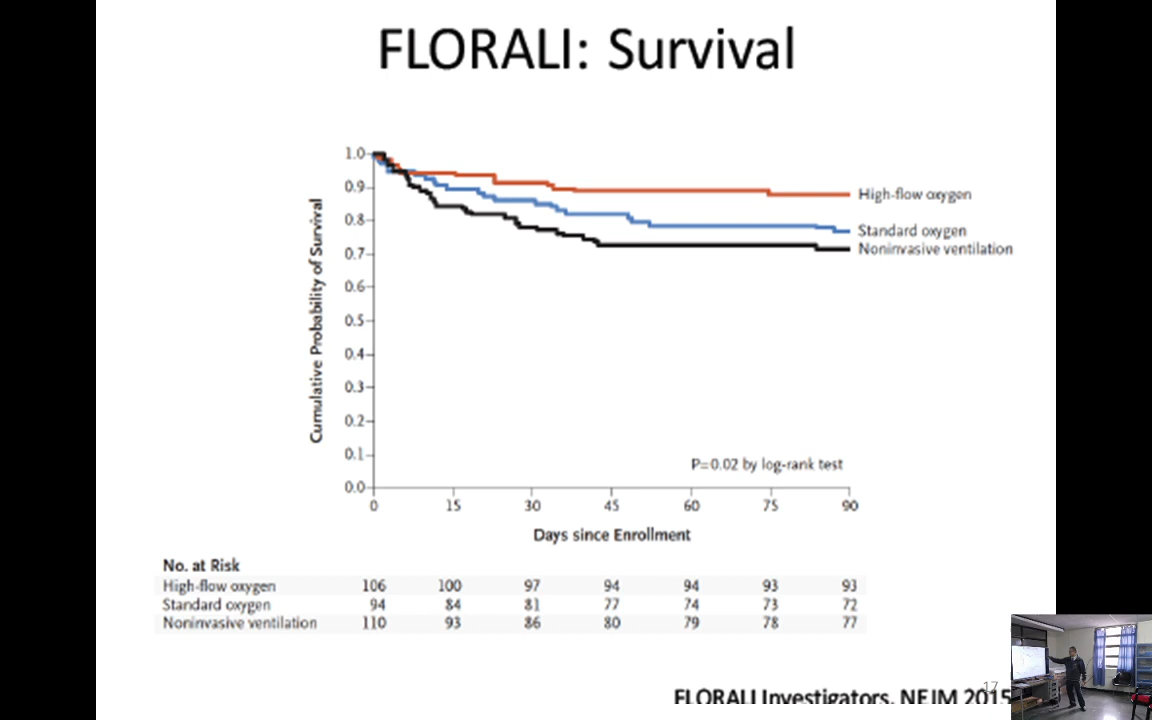 FLORALI: Survival
Cumulative Probability of Survival
1.0
0.9
0.8
0.7
0.6
0.5
0.4
0.3
0.2
0.1
0.0
High-flow oxygen
Standard oxygen
Noninvasive ventilation
P=0.02 by log-rank test
0 15 30 45 60 75 90
Days since Enrollment
No. at Risk
High-flow oxygen 106 100 97 94 94 93 93
Standard oxygen 94 84 81 77 74 73 72
Noninvasive ventilation 110 93 86 80 79 78 77
17
FLORALI Investigators, NEJM 2015